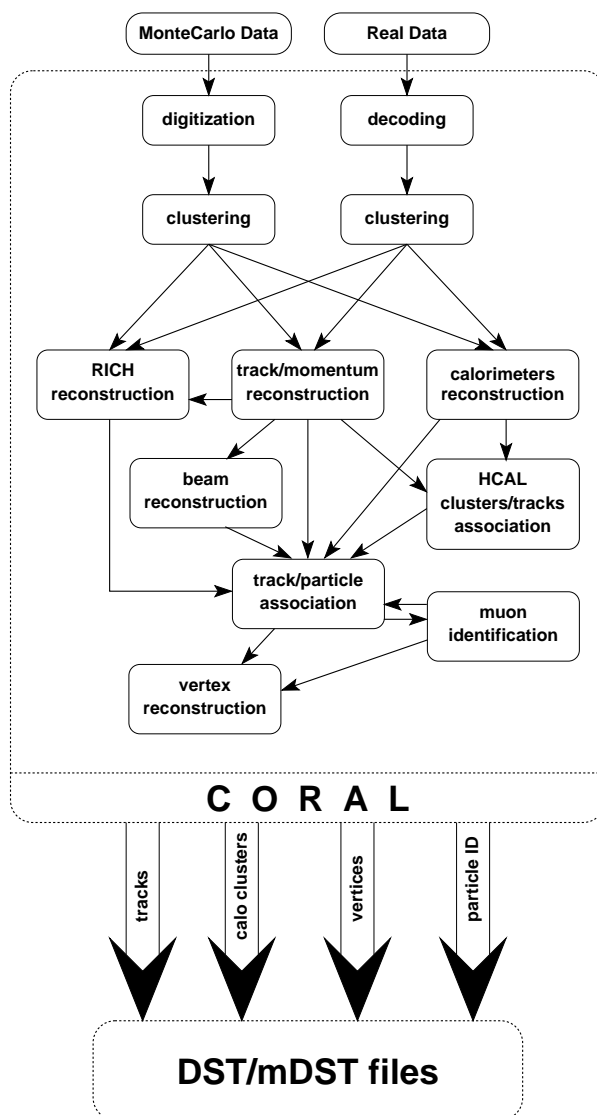 MonteCarlo Data
Real Data
digitization
decoding
clustering
clustering
RICH
reconstruction
track/momentum
reconstruction
calorimeters
reconstruction
beam
reconstruction
HCAL
clusters/tracks
association
track/particle
association
muon
identification
vertex
reconstruction
C O R A L
tracks
calo clusters
vertices
particle ID
DST/mDST files